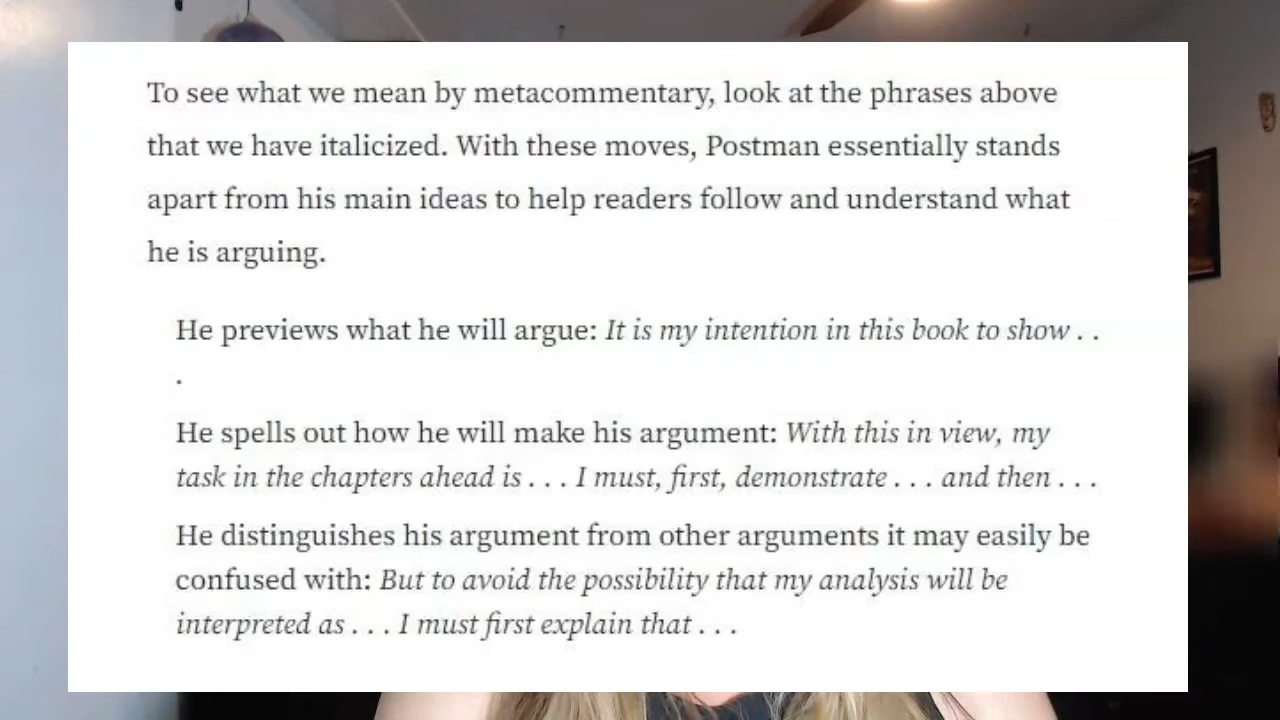 To see what we mean by metacommentary, look at the phrases above
that we have italicized. With these moves, Postman essentially stands
apart from his main ideas to help readers follow and understand what
he is arguing.
He previews what he will argue: It is my intention in this book to show . .
.
He spells out how he will make his argument: With this in view, my
task in the chapters ahead is . . . I must, first, demonstrate . . . and then . . .
He distinguishes his argument from other arguments it may easily be
confused with: But to avoid the possibility that my analysis will be
interpreted as . . . I must first explain that . . .